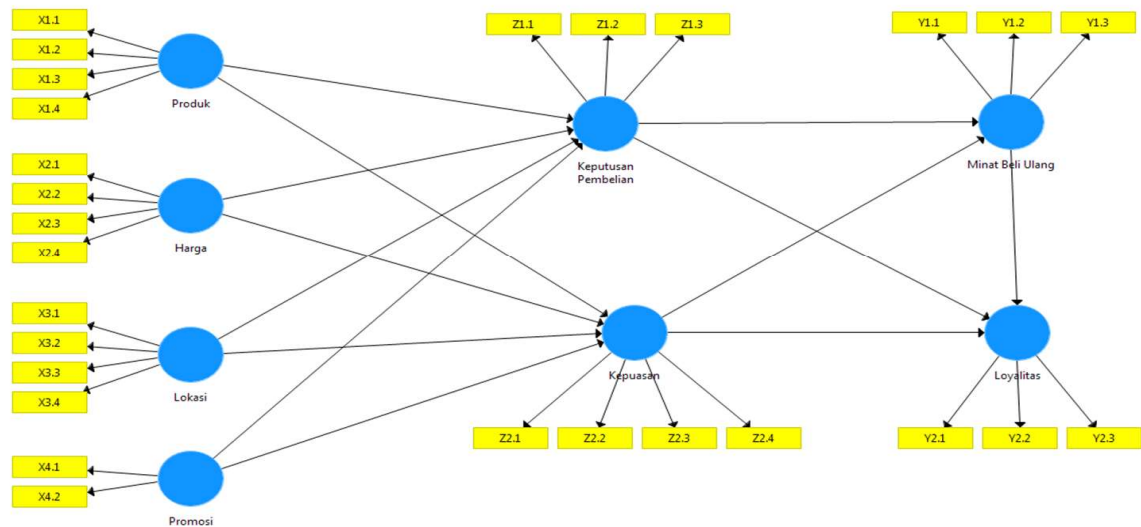 X1.1
X1.2
X1.3
X1.4
Produk
X2.1
X2.2
X2.3
X2.4
Harga
X3.1
X3.2
X3.3
X3.4
Lokasi
X4.1
X4.2
Promosi
Z1.1
Z1.2
Z1.3
Keputusan
Pembelian
Kepuasan
Z2.1
Z2.2
Z2.3
Z2.4
Y1.1
Y1.2
Y1.3
Minat Beli Ulang
Loyalitas
Y2.1
Y2.2
Y2.3